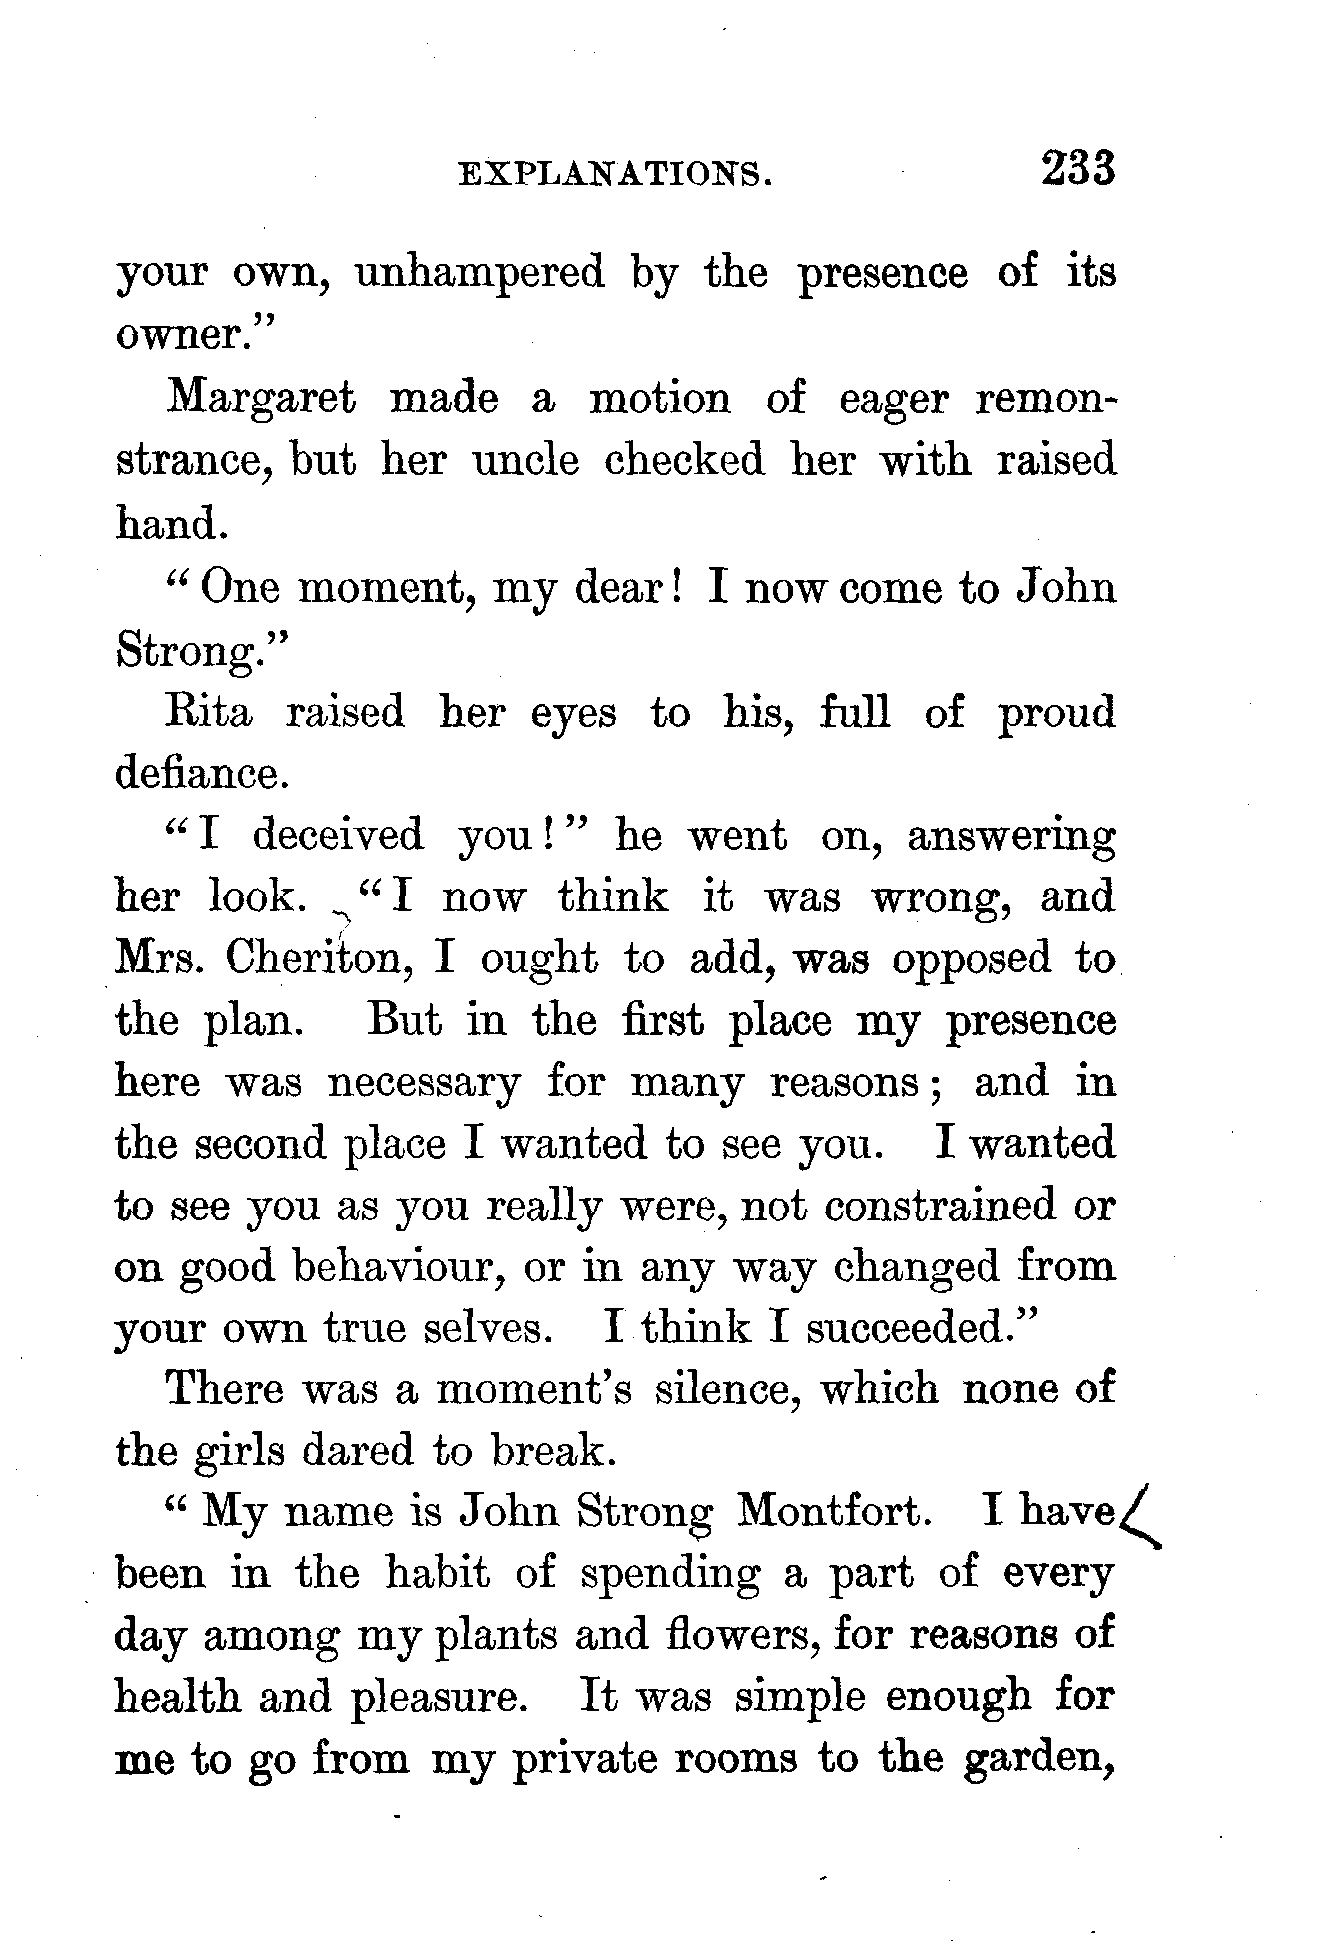 EXPLANATIONS. 233
your own, unhampered by the presence of its
owner."
Margaret made a motion of eager remon-
strance, but her uncle checked her with raised
hand.
" One moment, my dear! I now come to John
Strong."
Rita raised her eyes to his, full of proud
defiance.
" I deceived you ! " he went on, answering
her look. " I now think it was wrong, and
Mrs. Cheriton, I ought to add, was opposed to
the plan. But in the first place my presence
here was necessary for many reasons ; and in
the second place I wanted to see you. I wanted
to see you as you really were, not constrained or
on good behaviour, or in any way changed from
your own true selves. I think I succeeded."
There was a moment's silence, which none of
the girls dared to break.
" My name is John Strong Montfort. I have
been in the habit of spending a part of every
day among my plants and flowers, for reasons of
health and pleasure. It was simple enough for
me to go from my private rooms to the garden,